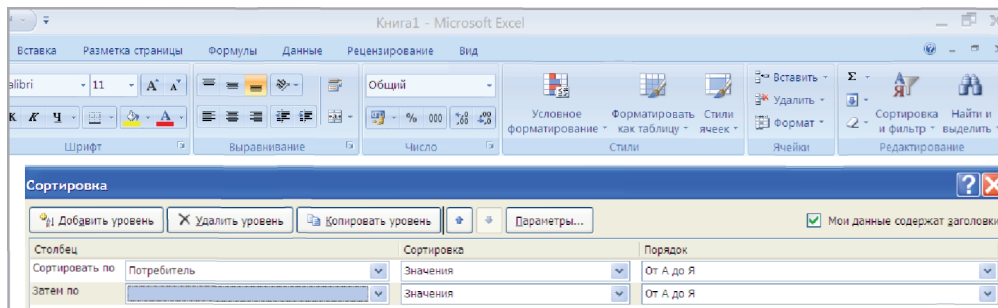 Книга1 - Microsoft Excel
Вставка Разметка страницы Формулы Данные Рецензирование Вид
alibri 11 A A Общий Условное форматирование Форматировать как таблицу Стили ячеек Вставить Удалить Формат Σ Сортировка и фильтр Найти и выделить
К К Ч А % 000 ,00 ,0
Шрифт Выравнивание Число Стили Ячейки Редактирование
Сортировка
Добавить уровень Удалить уровень Копировать уровень Параметры... Мои данные содержат заголовки
Столбец Сортировка Порядок
Сортировать по Потребитель Значения От А до Я
Затем по Значения От А до Я